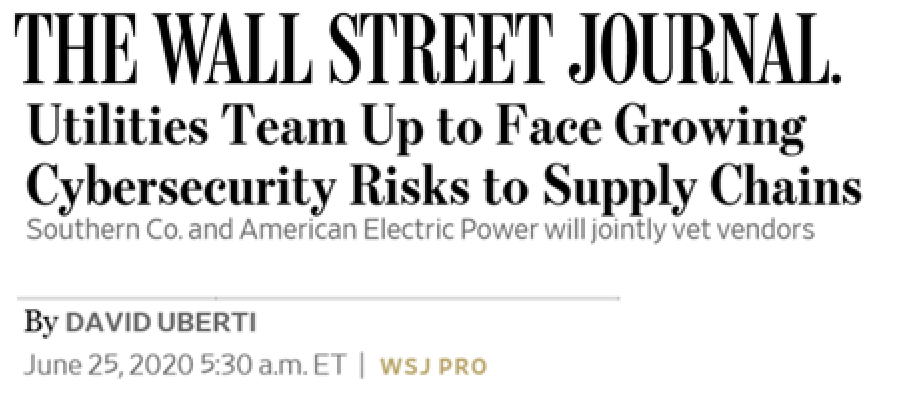 THE WALL STREET JOURNAL.
Utilities Team Up to Face Growing
Cybersecurity Risks to Supply Chains
Southern Co. and American Electric Power will jointly vet vendors
By DAVID UBERTI
June 25, 2020 5:30 a.m. ET | WSJ PRO